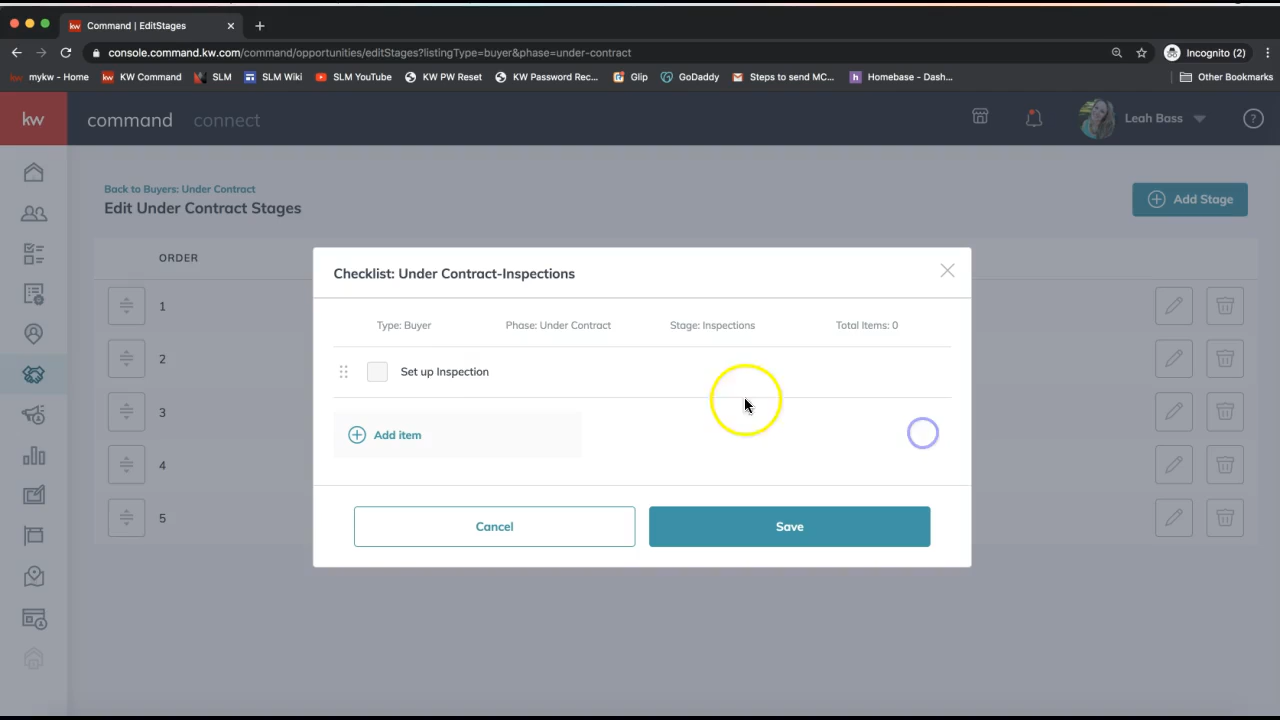 Command | EditStages
console.command.kw.com/command/opportunities/editStages?listingType=buyer&phase=under-contract
Incognito (2)
mykw - Home
KW Command
SLM
SLM Wiki
SLM YouTube
KW PW Reset
KW Password Rec...
Glip
GoDaddy
Steps to send MC...
Homebase - Dash...
Other Bookmarks
kw
command
connect
Leah Bass
Back to Buyers: Under Contract
Edit Under Contract Stages
Add Stage
ORDER
1
2
3
4
5
Checklist: Under Contract-Inspections
Type: Buyer
Phase: Under Contract
Stage: Inspections
Total Items: 0
Set up Inspection
Add item
Cancel
Save